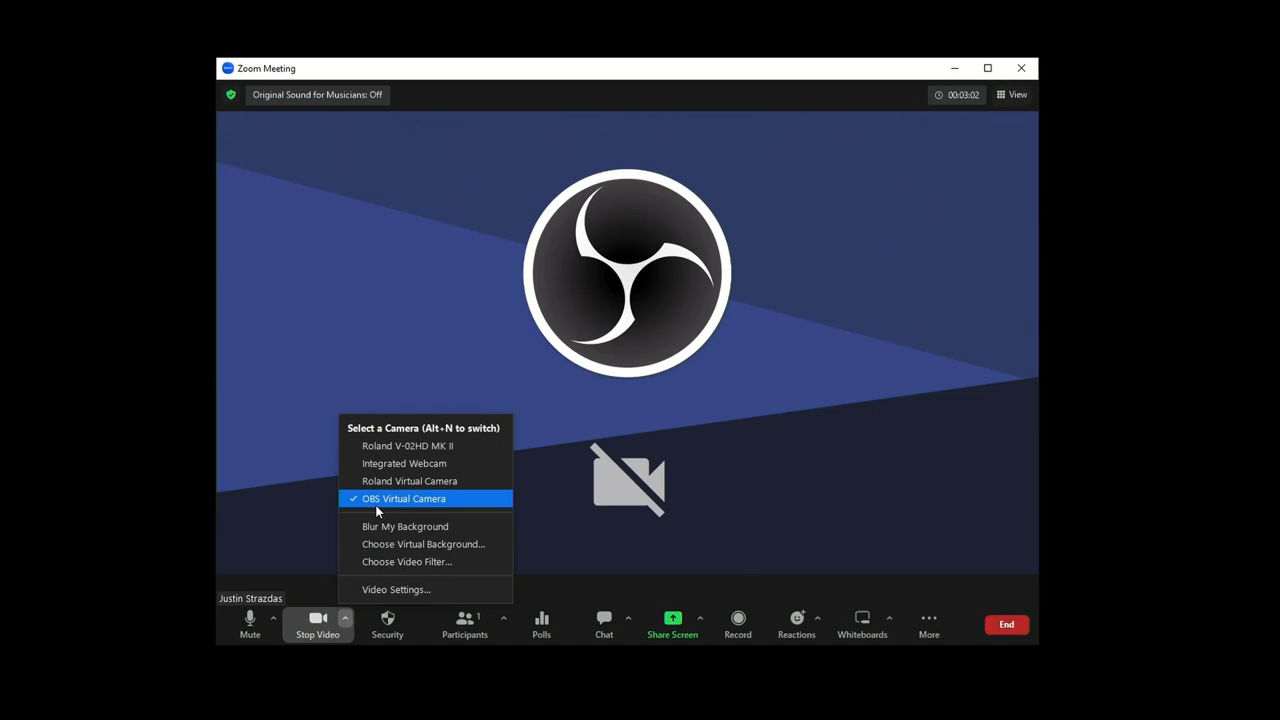 Zoom Meeting
Original Sound for Musicians: Off
00:03:02
View
Select a Camera (Alt+N to switch)
Roland V-02HD MK II
Integrated Webcam
Roland Virtual Camera
OBS Virtual Camera
Blur My Background
Choose Virtual Background...
Choose Video Filter...
Video Settings...
Justin Strazdas
Mute
Stop Video
Security
Participants
1
Polls
Chat
Share Screen
Record
Reactions
Whiteboards
More
End